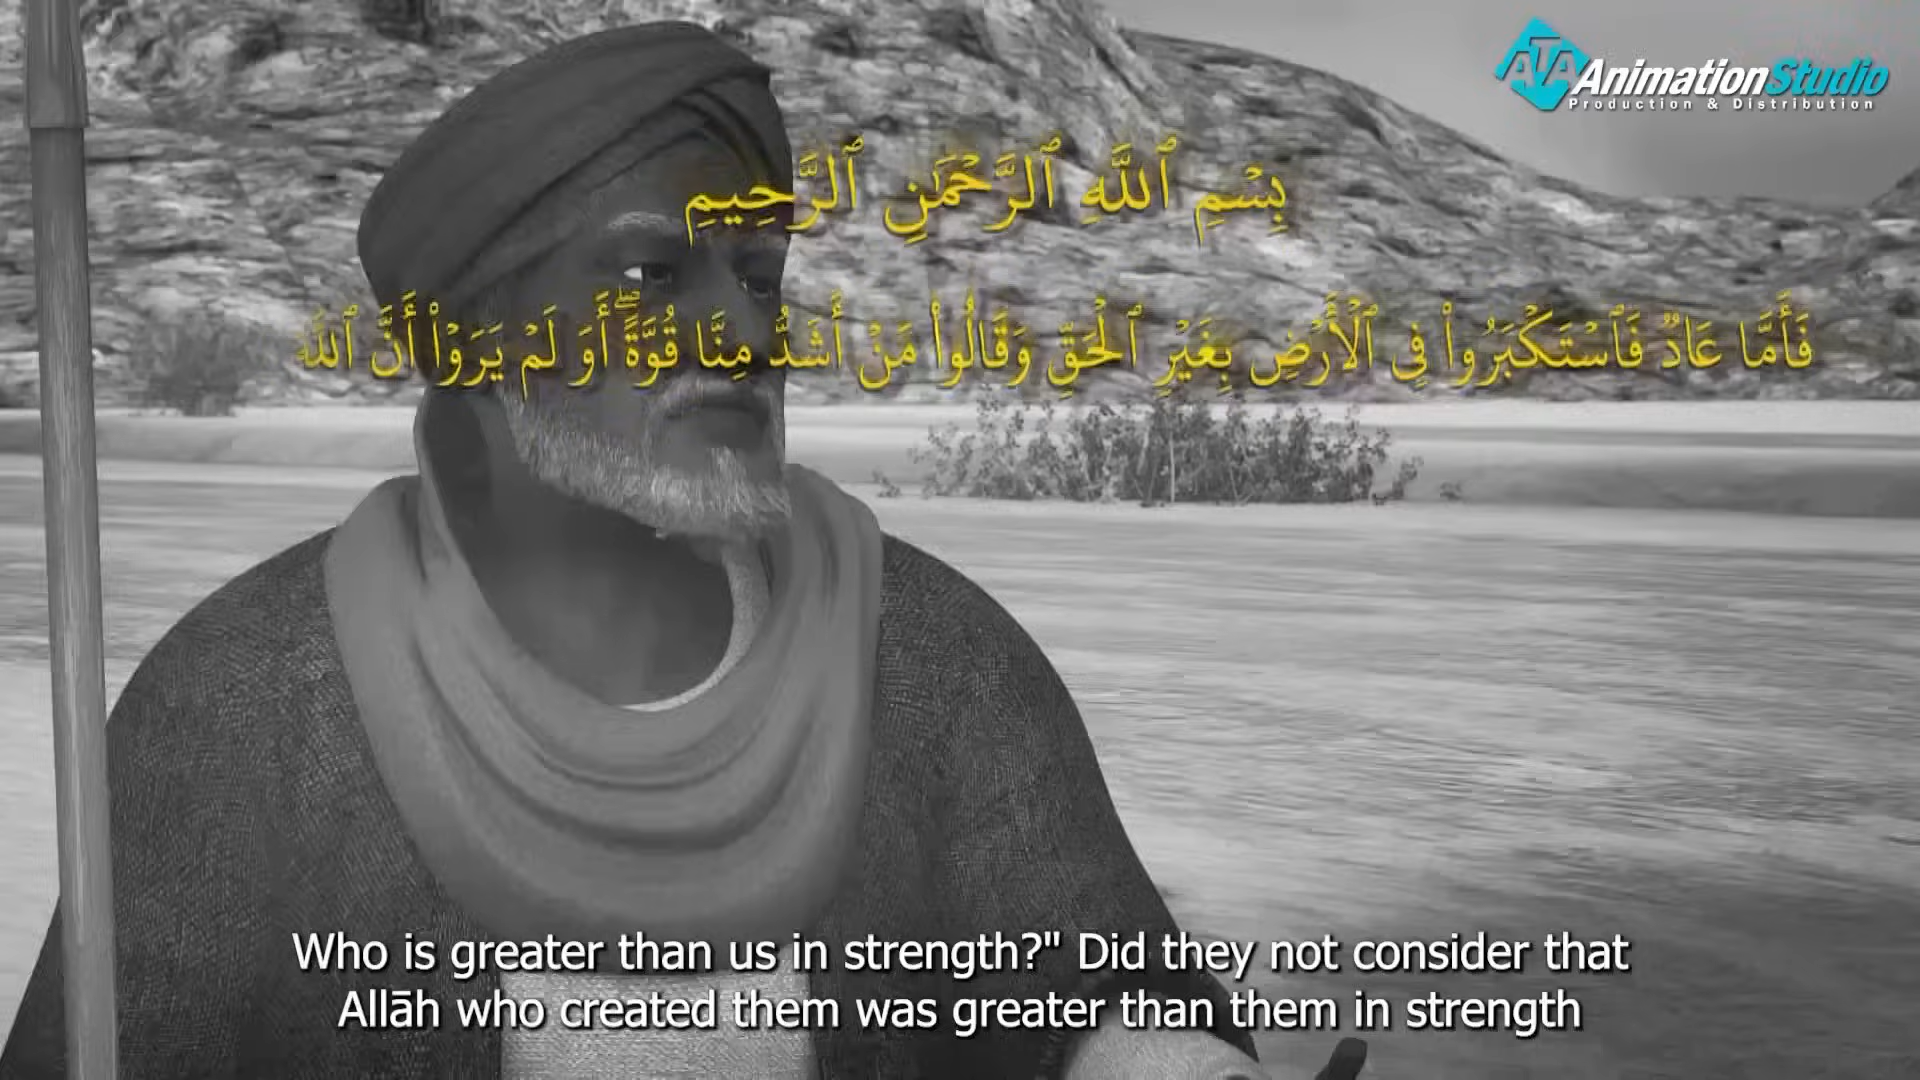 ATA AnimationStudio
Production & Distribution
بِسْمِ ٱللَّهِ ٱلرَّحْمَٰنِ ٱلرَّحِيمِ
فَأَمَّا عَادٌ فَٱسْتَكْبَرُوا۟ فِى ٱلْأَرْضِ بِغَيْرِ ٱلْحَقِّ وَقَالُوا۟ مَنْ أَشَدُّ مِنَّا قُوَّةً ۖ أَوَ لَمْ يَرَوْا۟ أَنَّ ٱللَّهَ
Who is greater than us in strength?" Did they not consider that
Allāh who created them was greater than them in strength